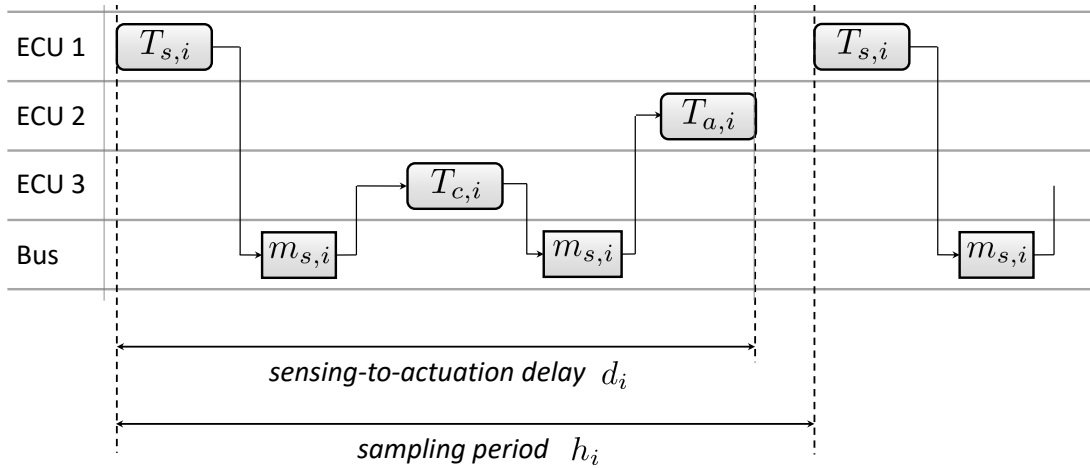 ECU 1 T_{s,i} T_{s,i}
ECU 2 T_{a,i}
ECU 3 T_{c,i}
Bus m_{s,i} m_{s,i} m_{s,i}
sensing-to-actuation delay d_i
sampling period h_i